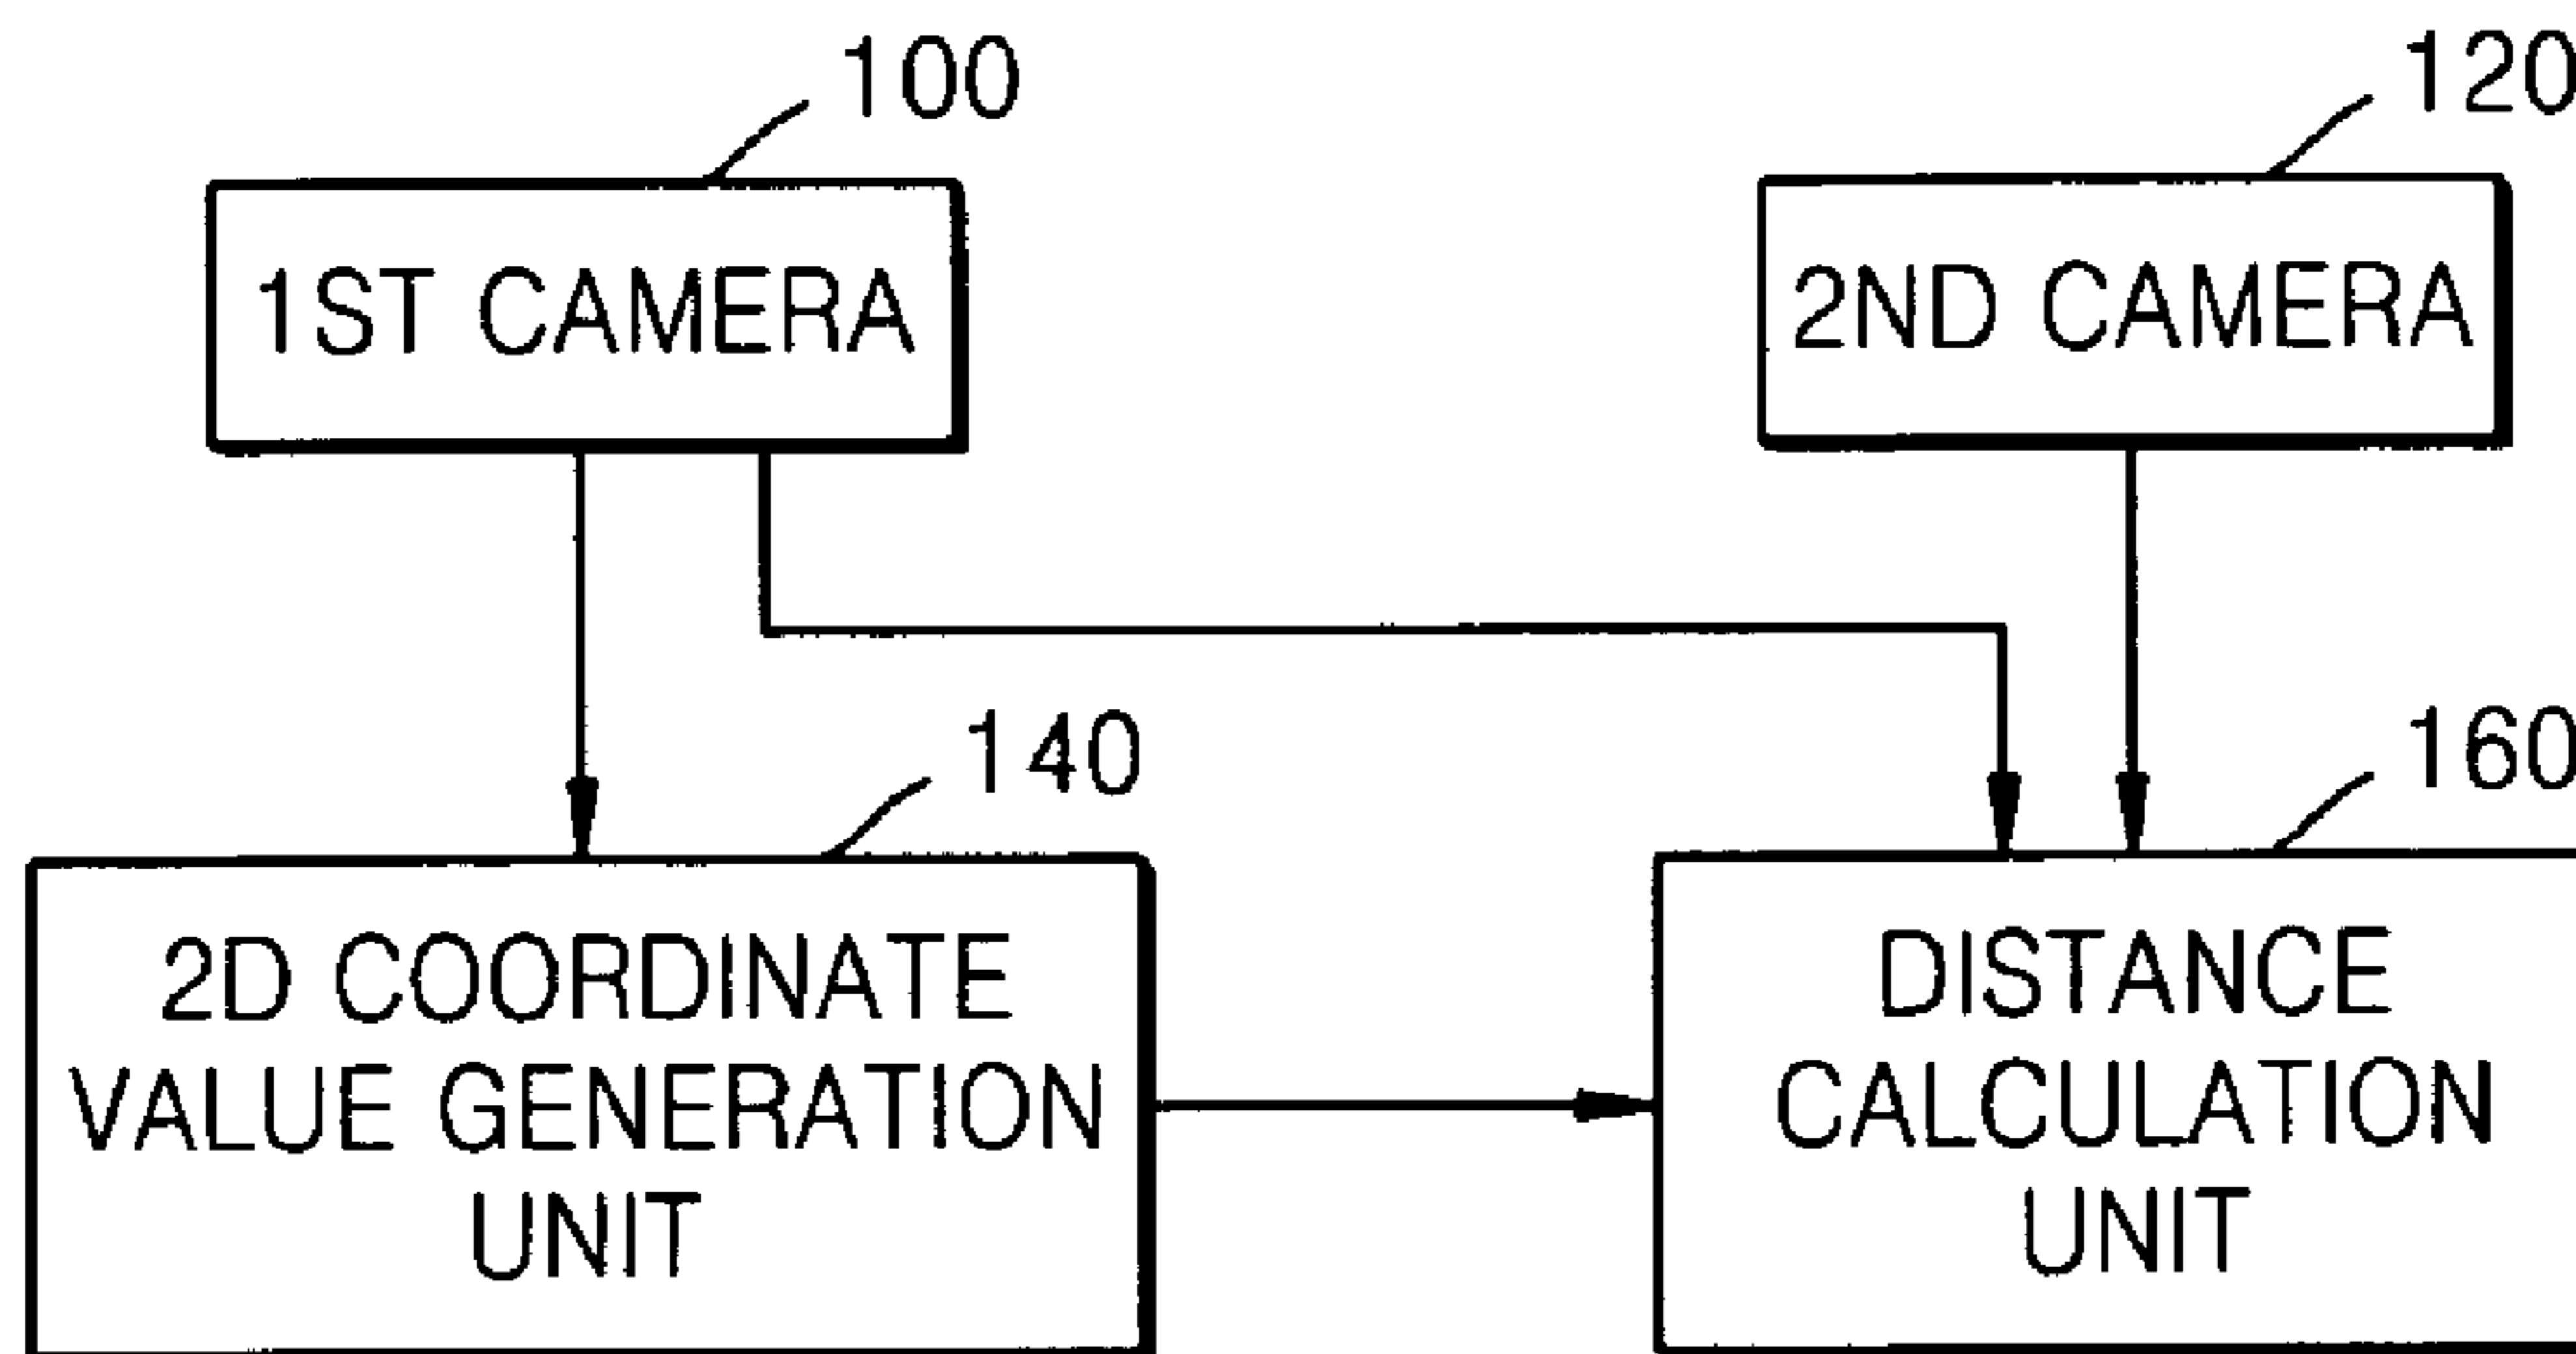 100
120
1ST CAMERA
2ND CAMERA
140
160
2D COORDINATE
VALUE GENERATION
UNIT
DISTANCE
CALCULATION
UNIT